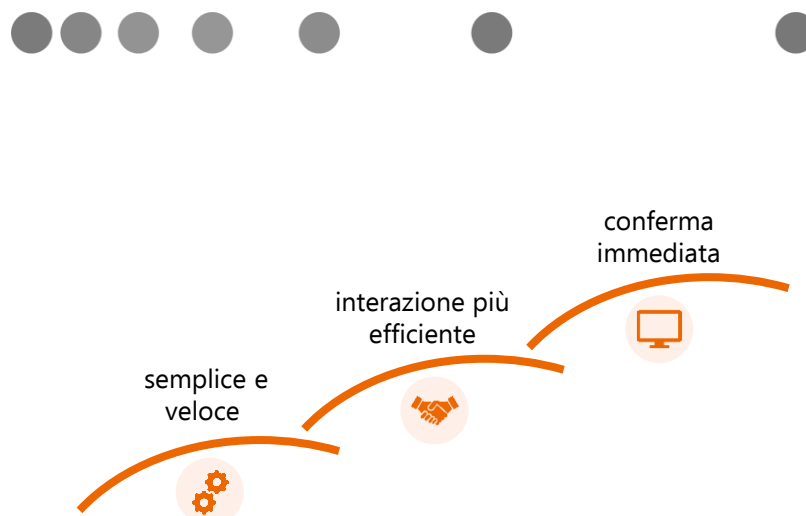 conferma
immediata
interazione più
efficiente
semplice e
veloce